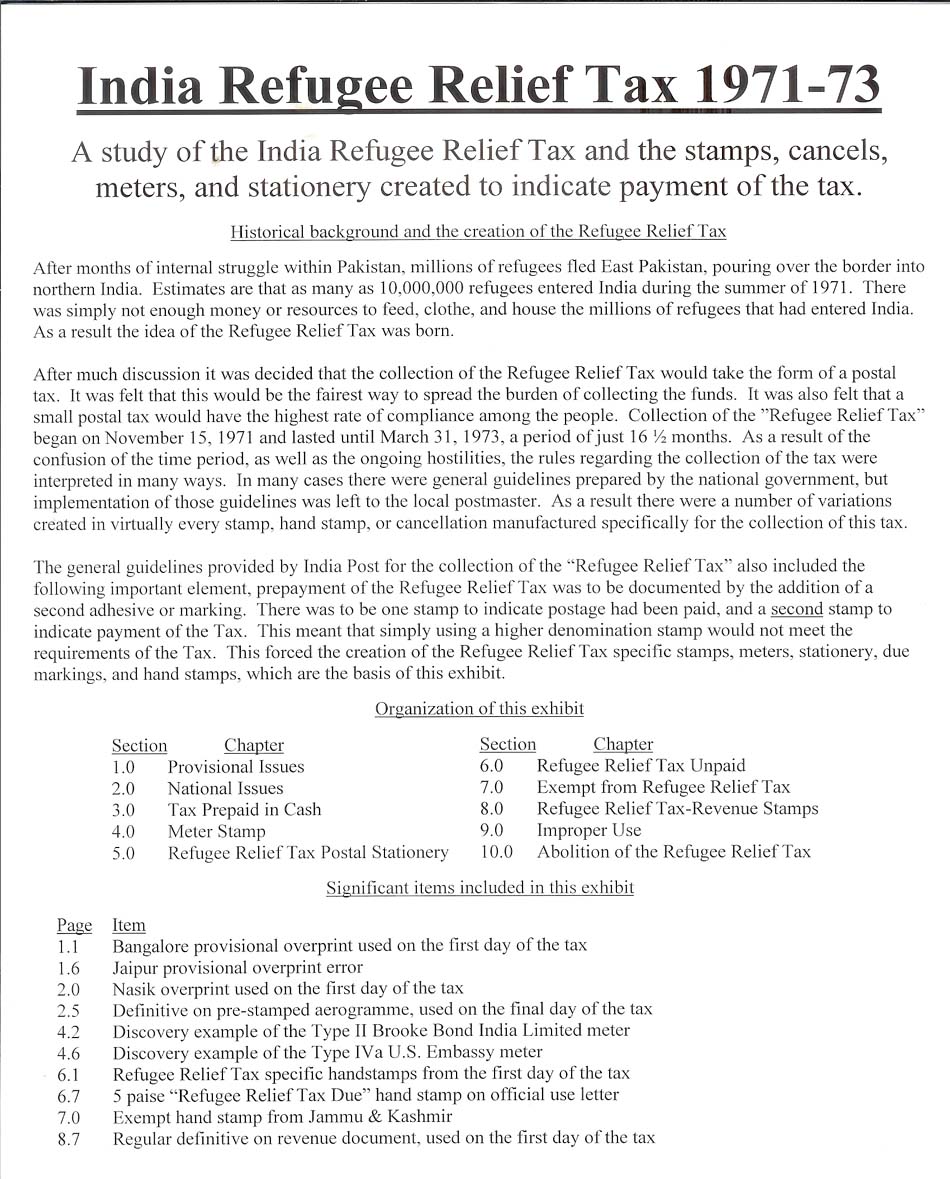 India Refugee Relief Tax 1971-73
A study of the India Refugee Relief Tax and the stamps, cancels,
meters, and stationery created to indicate payment of the tax.
Historical background and the creation of the Refugee Relief Tax
After months of internal struggle within Pakistan, millions of refugees fled East Pakistan, pouring over the border into
northern India. Estimates are that as many as 10,000,000 refugees entered India during the summer of 1971. There
was simply not enough money or resources to feed, clothe, and house the millions of refugees that had entered India.
As a result the idea of the Refugee Relief Tax was born.
After much discussion it was decided that the collection of the Refugee Relief Tax would take the form of a postal
tax. It was felt that this would be the fairest way to spread the burden of collecting the funds. It was also felt that a
small postal tax would have the highest rate of compliance among the people. Collection of the ”Refugee Relief Tax”
began on November 15, 1971 and lasted until March 31, 1973, a period of just 16 ½ months. As a result of the
confusion of the time period, as well as the ongoing hostilities, the rules regarding the collection of the tax were
interpreted in many ways. In many cases there were general guidelines prepared by the national government, but
implementation of those guidelines was left to the local postmaster. As a result there were a number of variations
created in virtually every stamp, hand stamp, or cancellation manufactured specifically for the collection of this tax.
The general guidelines provided by India Post for the collection of the “Refugee Relief Tax” also included the
following important element, prepayment of the Refugee Relief Tax was to be documented by the addition of a
second adhesive or marking. There was to be one stamp to indicate postage had been paid, and a second stamp to
indicate payment of the Tax. This meant that simply using a higher denomination stamp would not meet the
requirements of the Tax. This forced the creation of the Refugee Relief Tax specific stamps, meters, stationery, due
markings, and hand stamps, which are the basis of this exhibit.
Organization of this exhibit
Section Chapter
1.0 Provisional Issues
2.0 National Issues
3.0 Tax Prepaid in Cash
4.0 Meter Stamp
5.0 Refugee Relief Tax Postal Stationery
Section Chapter
6.0 Refugee Relief Tax Unpaid
7.0 Exempt from Refugee Relief Tax
8.0 Refugee Relief Tax-Revenue Stamps
9.0 Improper Use
10.0 Abolition of the Refugee Relief Tax
Significant items included in this exhibit
Page Item
1.1 Bangalore provisional overprint used on the first day of the tax
1.6 Jaipur provisional overprint error
2.0 Nasik overprint used on the first day of the tax
2.5 Definitive on pre-stamped aerogramme, used on the final day of the tax
4.2 Discovery example of the Type II Brooke Bond India Limited meter
4.6 Discovery example of the Type IVa U.S. Embassy meter
6.1 Refugee Relief Tax specific handstamps from the first day of the tax
6.7 5 paise “Refugee Relief Tax Due” hand stamp on official use letter
7.0 Exempt hand stamp from Jammu & Kashmir
8.7 Regular definitive on revenue document, used on the first day of the tax